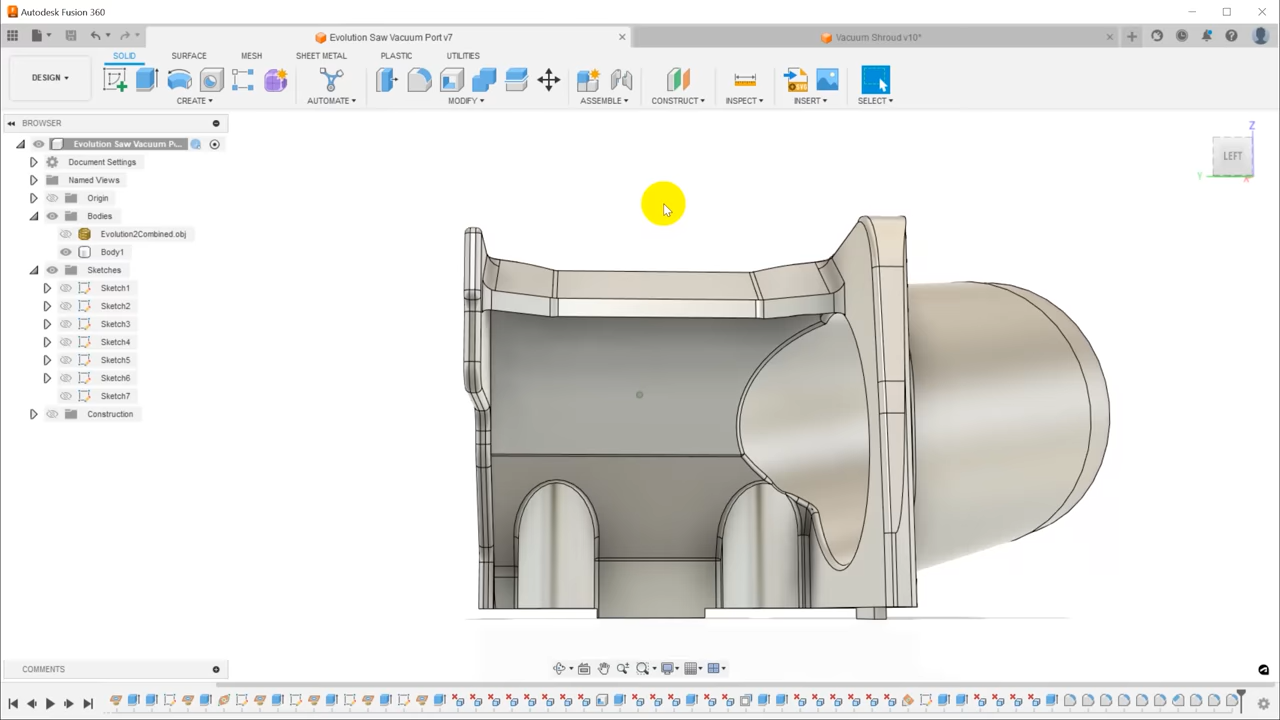 Autodesk Fusion 360
Evolution Saw Vacuum Port v7
Vacuum Shroud v10*
DESIGN
SOLID SURFACE MESH SHEET METAL PLASTIC UTILITIES
CREATE AUTOMATE MODIFY ASSEMBLE CONSTRUCT INSPECT INSERT SELECT
BROWSER
Evolution Saw Vacuum P...
Document Settings
Named Views
Origin
Bodies
Evolution2Combined.obj
Body1
Sketches
Sketch1
Sketch2
Sketch3
Sketch4
Sketch5
Sketch6
Sketch7
Construction
Z
LEFT
Y
X
COMMENTS